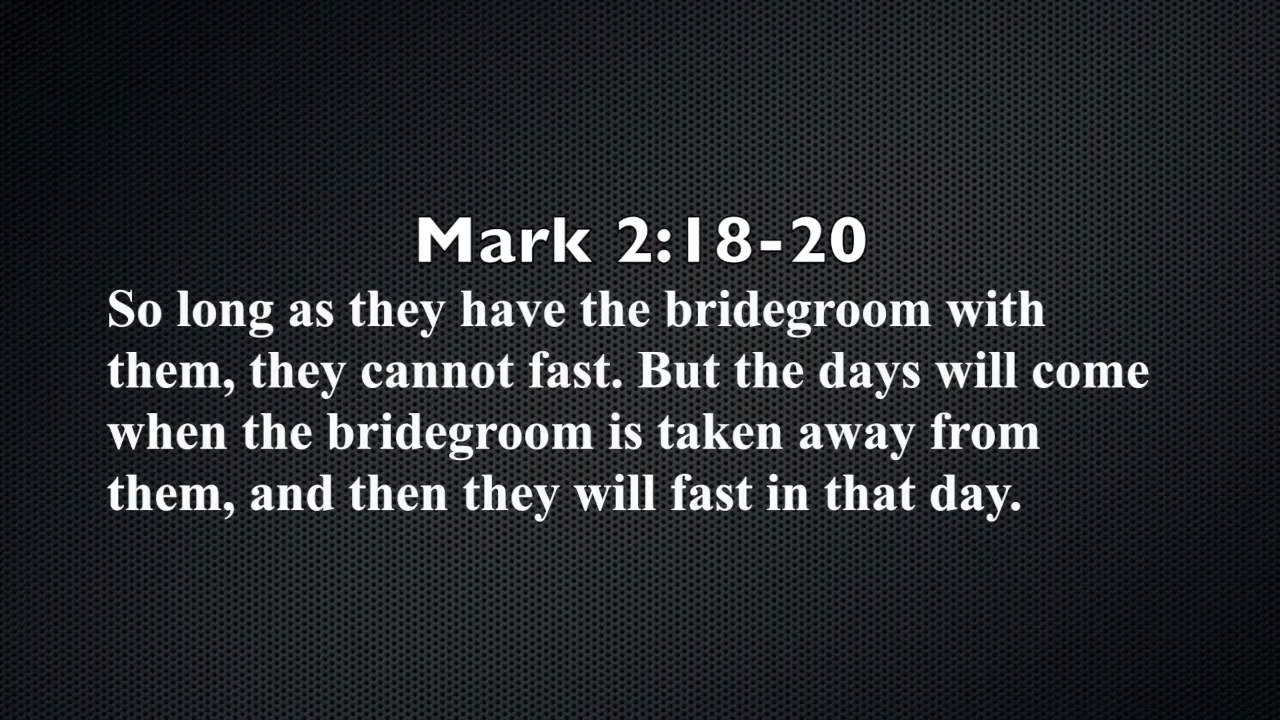 Mark 2:18-20
So long as they have the bridegroom with
them, they cannot fast. But the days will come
when the bridegroom is taken away from
them, and then they will fast in that day.